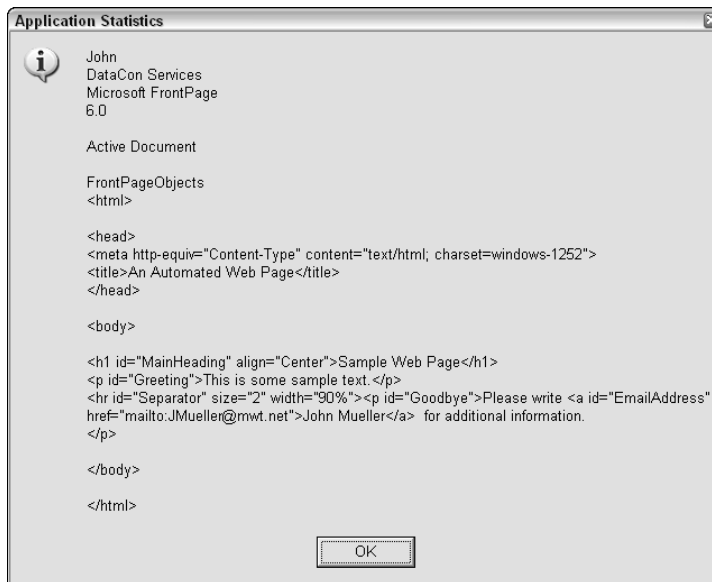 Application Statistics
John
DataCon Services
Microsoft FrontPage
6.0
Active Document
FrontPageObjects
<html>
<head>
<meta http-equiv="Content-Type" content="text/html; charset=windows-1252">
<title>An Automated Web Page</title>
</head>
<body>
<h1 id="MainHeading" align="Center">Sample Web Page</h1>
<p id="Greeting">This is some sample text.</p>
<hr id="Separator" size="2" width="90%"><p id="Goodbye">Please write <a id="EmailAddress"
href="mailto:JMueller@mwt.net">John Mueller</a>  for additional information.
</p>
</body>
</html>
OK